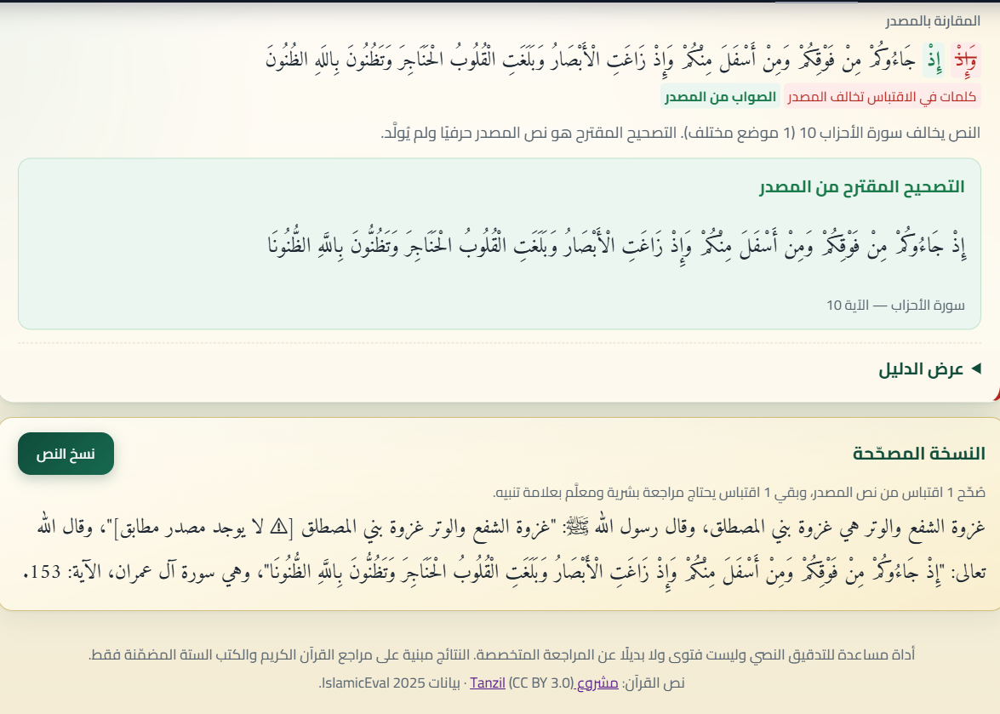 المقارنة بالمصدر
وَإِذْ إِذْ جَاءُوكُمْ مِنْ فَوْقِكُمْ وَمِنْ أَسْفَلَ مِنْكُمْ وَإِذْ زَاغَتِ الْأَبْصَارُ وَبَلَغَتِ الْقُلُوبُ الْحَنَاجِرَ وَتَظُنُونَ بِاللَهِ الظُنُونَ
كلمات في الاقتباس تخالف المصدر الصواب من المصدر
النص يخالف سورة الأحزاب 10 (1 موضع مختلف). التصحيح المقترح هو نص المصدر حرفيًا ولم يُولَّد.
التصحيح المقترح من المصدر
إِذْ جَاءُوكُمْ مِنْ فَوْقِكُمْ وَمِنْ أَسْفَلَ مِنْكُمْ وَإِذْ زَاغَتِ الْأَبْصَارُ وَبَلَغَتِ الْقُلُوبُ الْحَنَاجِرَ وَتَظُنُّونَ بِاللَّهِ الظُّنُونَا
سورة الأحزاب — الآية 10
◀ عرض الدليل
النسخة المصحّحة
نسخ النص
صُحّح 1 اقتباس من نص المصدر، وبقي 1 اقتباس يحتاج مراجعة بشرية ومعلَّم بعلامة تنبيه.
غزوة الشفع والوتر هي غزوة بني المصطلق، وقال رسول الله ﷺ: "غزوة الشفع والوتر غزوة بني المصطلق [⚠ لا يوجد مصدر مطابق]"، وقال الله
تعالى: "إِذْ جَاءُوكُمْ مِنْ فَوْقِكُمْ وَمِنْ أَسْفَلَ مِنْكُمْ وَإِذْ زَاغَتِ الْأَبْصَارُ وَبَلَغَتِ الْقُلُوبُ الْحَنَاجِرَ وَتَظُنُّونَ بِاللَّهِ الظُّنُونَا"، وهي سورة آل عمران، الآية: 153.
أداة مساعدة للتدقيق النصي وليست فتوى ولا بديلًا عن المراجعة المتخصصة. النتائج مبنية على مراجع القرآن الكريم والكتب الستة المضمّنة فقط.
نص القرآن: مشروع Tanzil (CC BY 3.0) · بيانات IslamicEval 2025.